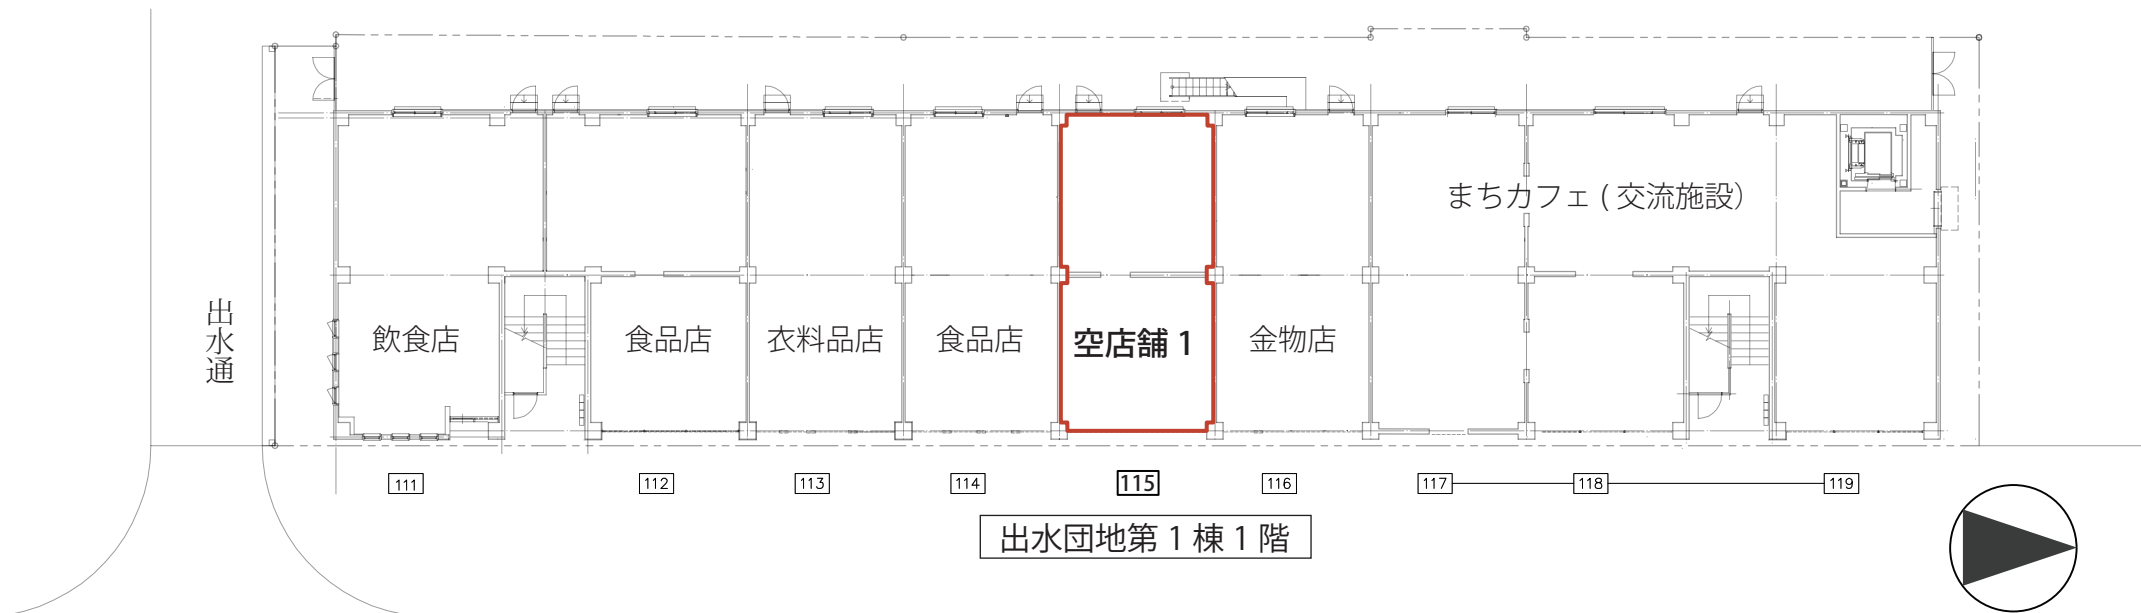 まちカフェ ( 交流施設）
出水通
飲食店
食品店
衣料品店
食品店
空店舗 1
金物店
111
112
113
114
115
116
117
118
119
出水団地第 1 棟 1 階